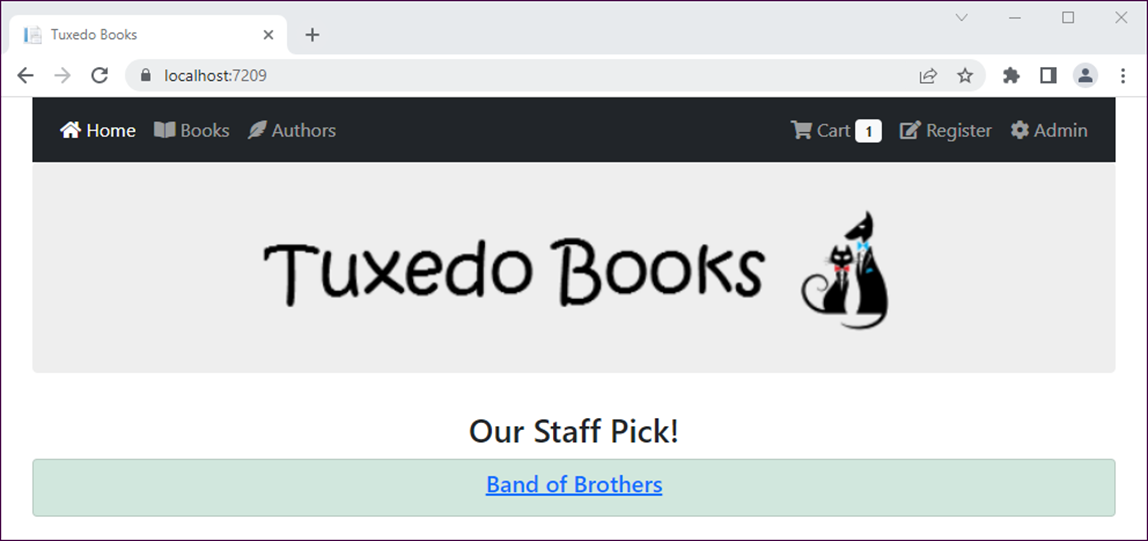 Tuxedo Books
localhost:7209
Home Books Authors Cart 1 Register Admin
Tuxedo Books
Our Staff Pick!
Band of Brothers